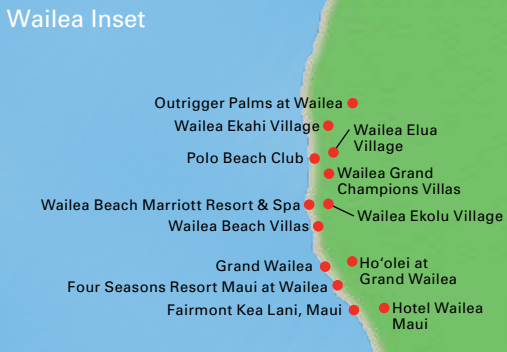 Wailea Inset
Outrigger Palms at Wailea
Wailea Ekahi Village
Wailea Elua
Village
Polo Beach Club
Wailea Grand
Champions Villas
Wailea Beach Marriott Resort & Spa
Wailea Ekolu Village
Wailea Beach Villas
Grand Wailea
Ho‘olei at
Grand Wailea
Four Seasons Resort Maui at Wailea
Fairmont Kea Lani, Maui
Hotel Wailea
Maui